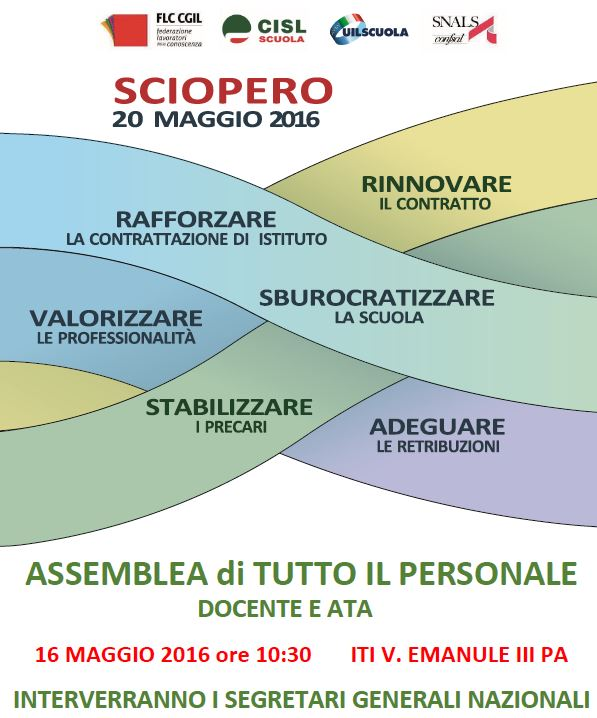 FLC CGIL
federazione
lavoratori
della conoscenza
CISL
SCUOLA
UILSCUOLA
SNALS
confsal
SCIOPERO
20 MAGGIO 2016
RINNOVARE
IL CONTRATTO
RAFFORZARE
LA CONTRATTAZIONE DI ISTITUTO
SBUROCRATIZZARE
LA SCUOLA
VALORIZZARE
LE PROFESSIONALITÀ
STABILIZZARE
I PRECARI
ADEGUARE
LE RETRIBUZIONI
ASSEMBLEA di TUTTO IL PERSONALE
DOCENTE E ATA
16 MAGGIO 2016 ore 10:30 ITI V. EMANULE III PA
INTERVERRANNO I SEGRETARI GENERALI NAZIONALI